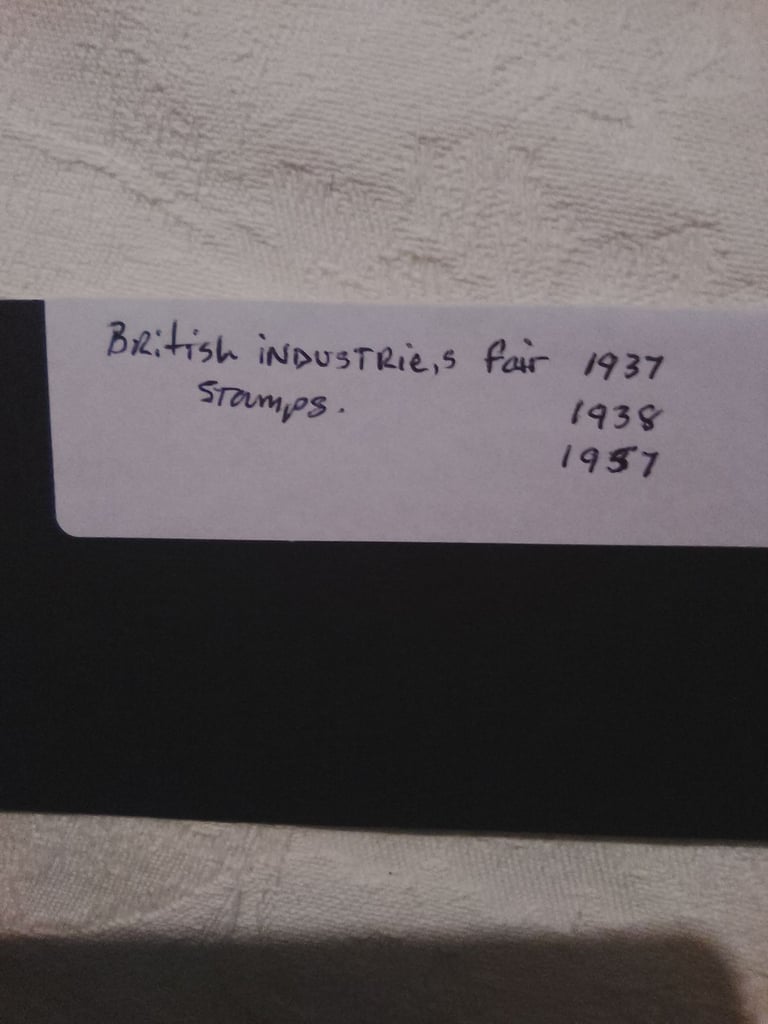 British iNDUSTRie,s fair 1937
Stamps. 1938
1957